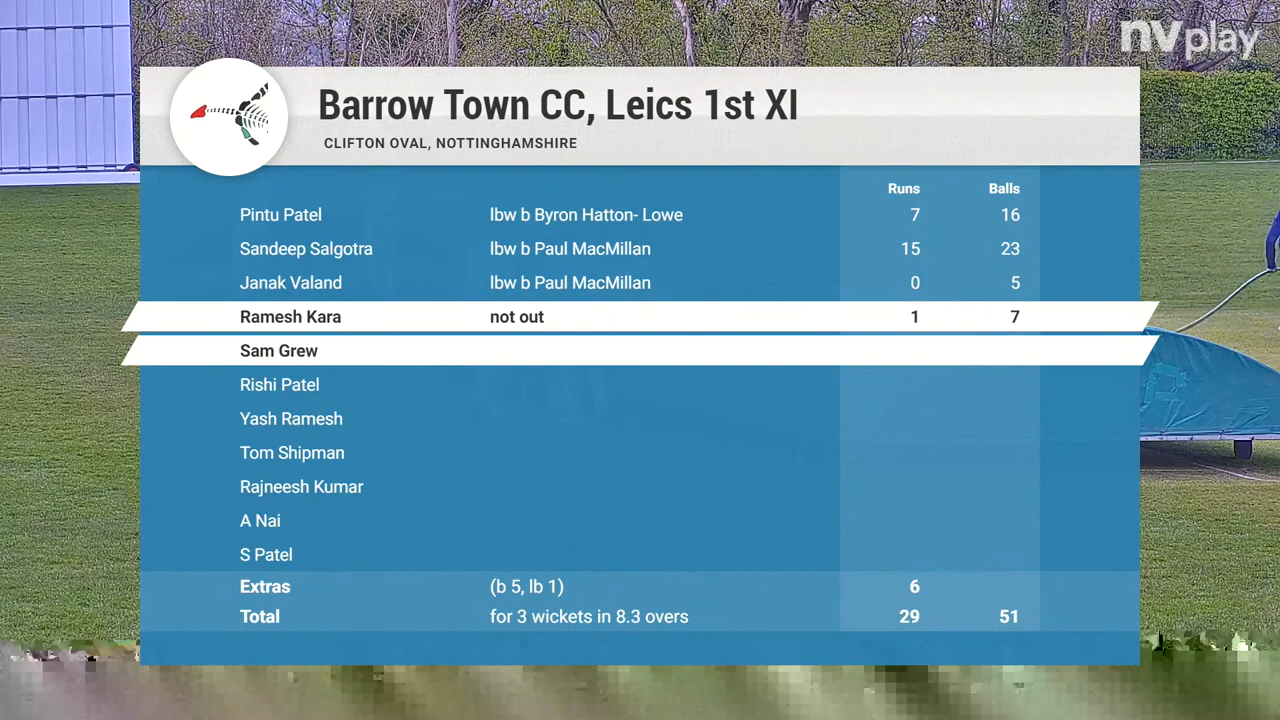 nvplay
Barrow Town CC, Leics 1st XI
CLIFTON OVAL, NOTTINGHAMSHIRE
Runs Balls
Pintu Patel lbw b Byron Hatton- Lowe 7 16
Sandeep Salgotra lbw b Paul MacMillan 15 23
Janak Valand lbw b Paul MacMillan 0 5
Ramesh Kara not out 1 7
Sam Grew
Rishi Patel
Yash Ramesh
Tom Shipman
Rajneesh Kumar
A Nai
S Patel
Extras (b 5, lb 1) 6
Total for 3 wickets in 8.3 overs 29 51